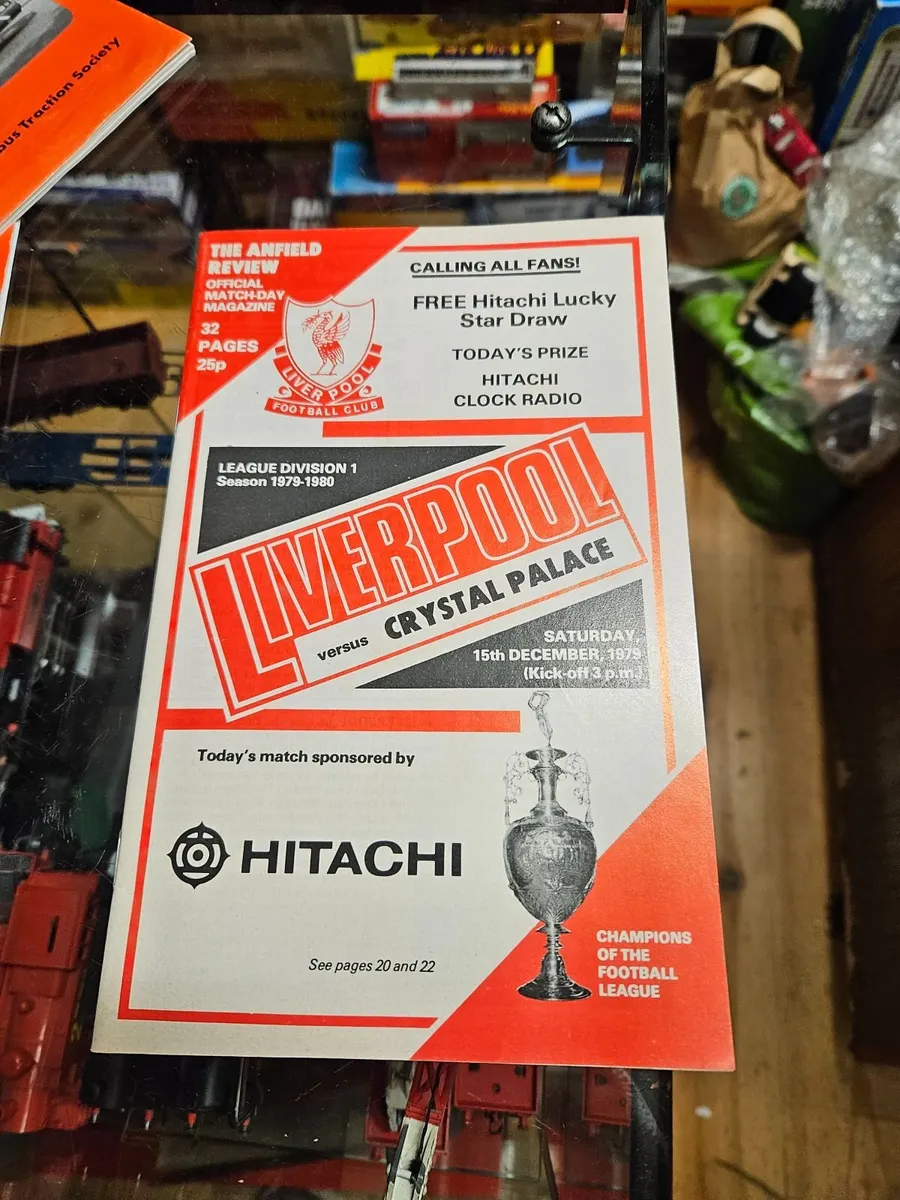 bus Traction Society
THE ANFIELD
REVIEW
OFFICIAL
MATCH-DAY
MAGAZINE
32
PAGES
25p
LIVERPOOL
FOOTBALL CLUB
CALLING ALL FANS!
FREE Hitachi Lucky
Star Draw
TODAY'S PRIZE
HITACHI
CLOCK RADIO
LEAGUE DIVISION 1
Season 1979-1980
LIVERPOOL
versus CRYSTAL PALACE
SATURDAY,
15th DECEMBER, 1979
(Kick-off 3 p.m.)
Today's match sponsored by
HITACHI
See pages 20 and 22
CHAMPIONS
OF THE
FOOTBALL
LEAGUE